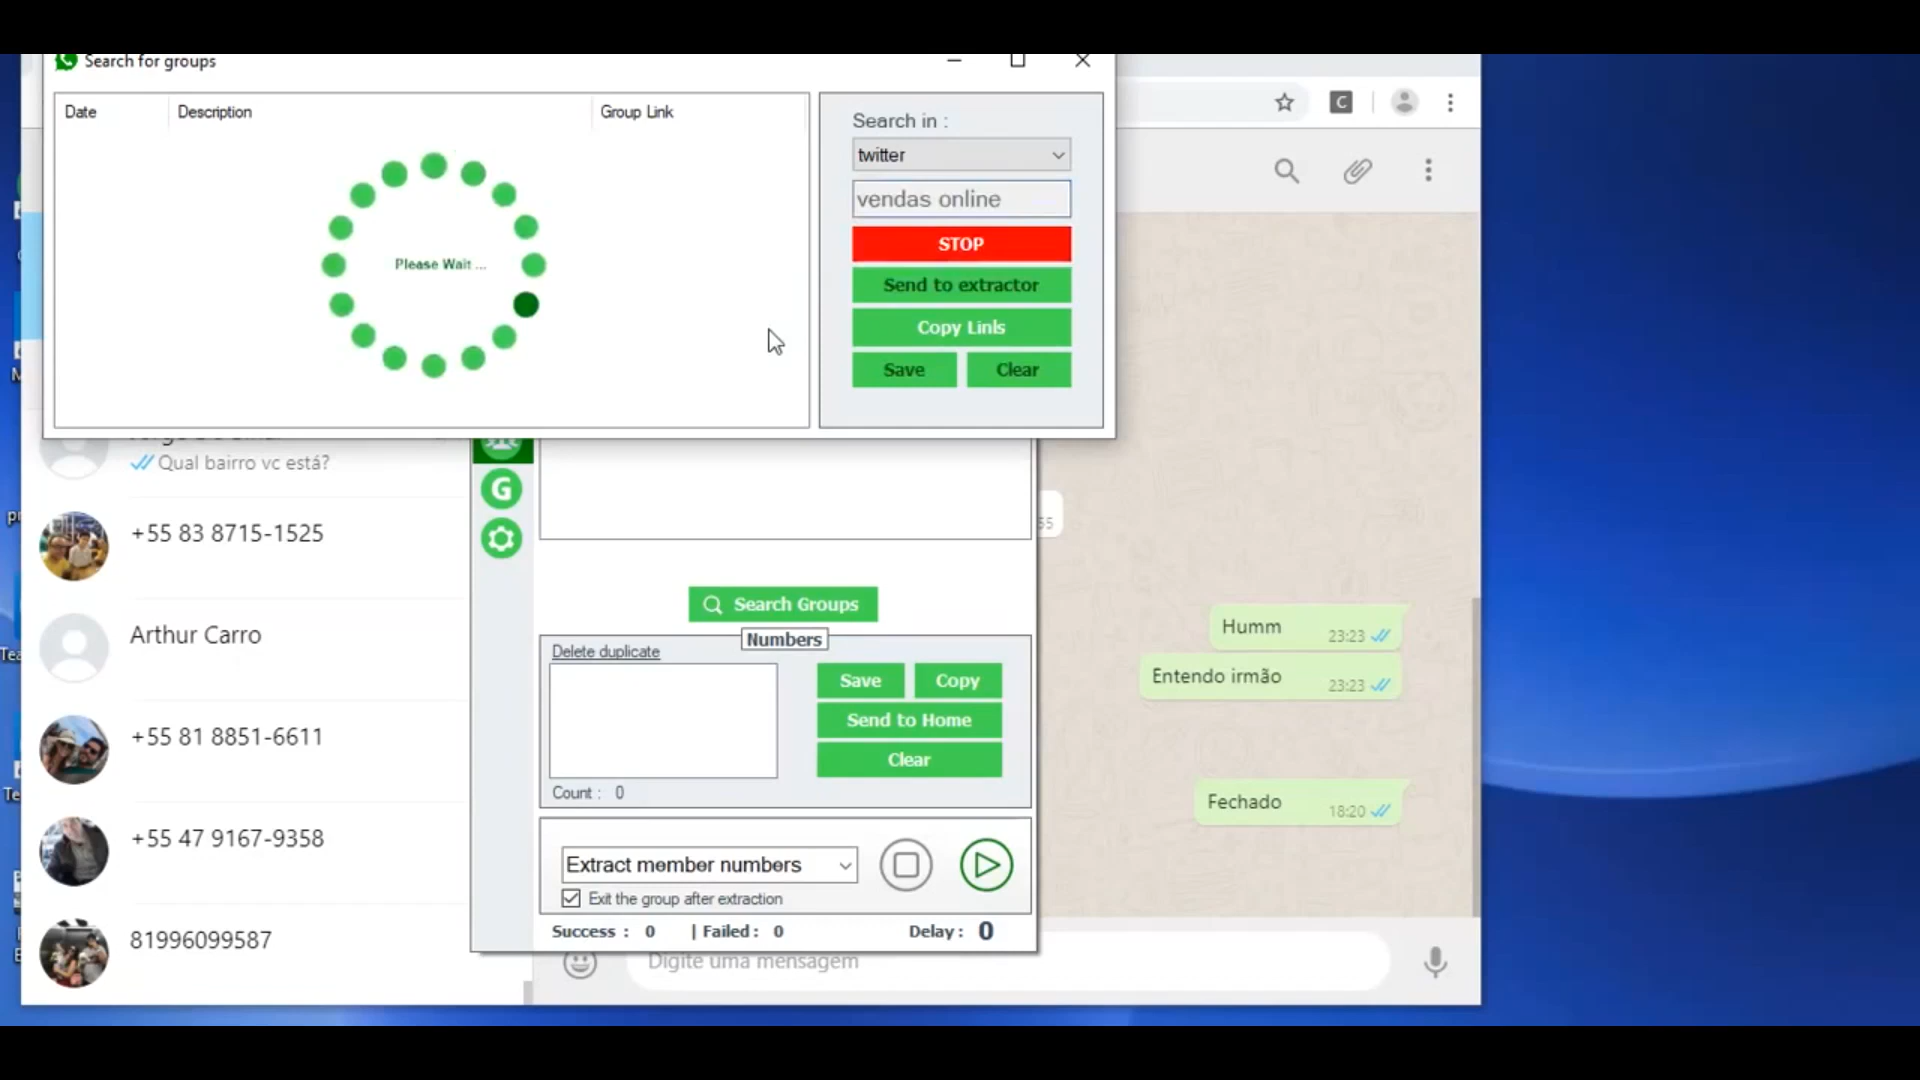 Search for groups
Date Description Group Link
Please Wait ...
Search in :
twitter
vendas online
STOP
Send to extractor
Copy Linls
Save Clear
C
Qual bairro vc está?
+55 83 8715-1525
Arthur Carro
+55 81 8851-6611
+55 47 9167-9358
81996099587
G
Search Groups
Numbers
Delete duplicate
Save Copy
Send to Home
Clear
Count : 0
Extract member numbers
Exit the group after extraction
Success : 0 | Failed : 0 Delay : 0
55
Humm 23:23
Entendo irmão 23:23
Fechado 18:20
Digite uma mensagem